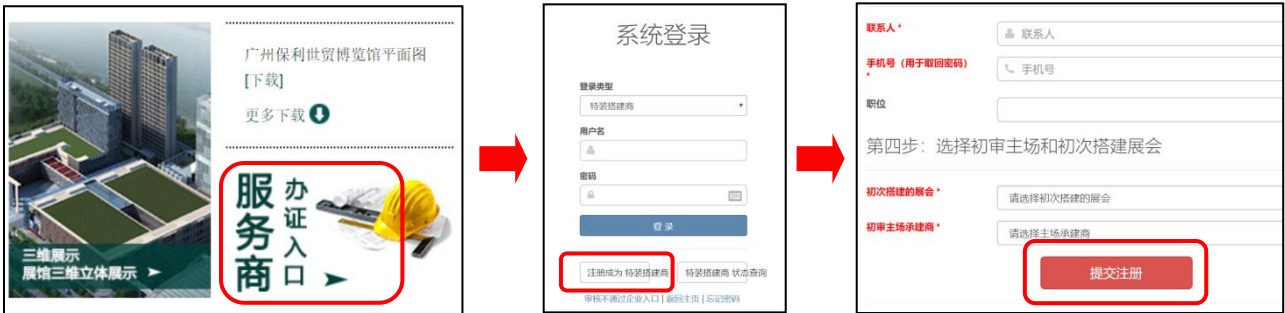 广州保利世贸博览馆平面图
[下载]
更多下载
服务商
办证入口
三维展示
展馆三维立体展示
系统登录
登录类型
特装搭建商
用户名
密码
登录
注册成为 特装搭建商
特装搭建商 状态查询
审核不通过企业入口 | 返回主页 | 忘记密码
联系人 *
联系人
手机号（用于取回密码）
*
手机号
职位
第四步：选择初审主场和初次搭建展会
初次搭建的展会 *
请选择初次搭建的展会
初审主场承建商 *
请选择主场承建商
提交注册